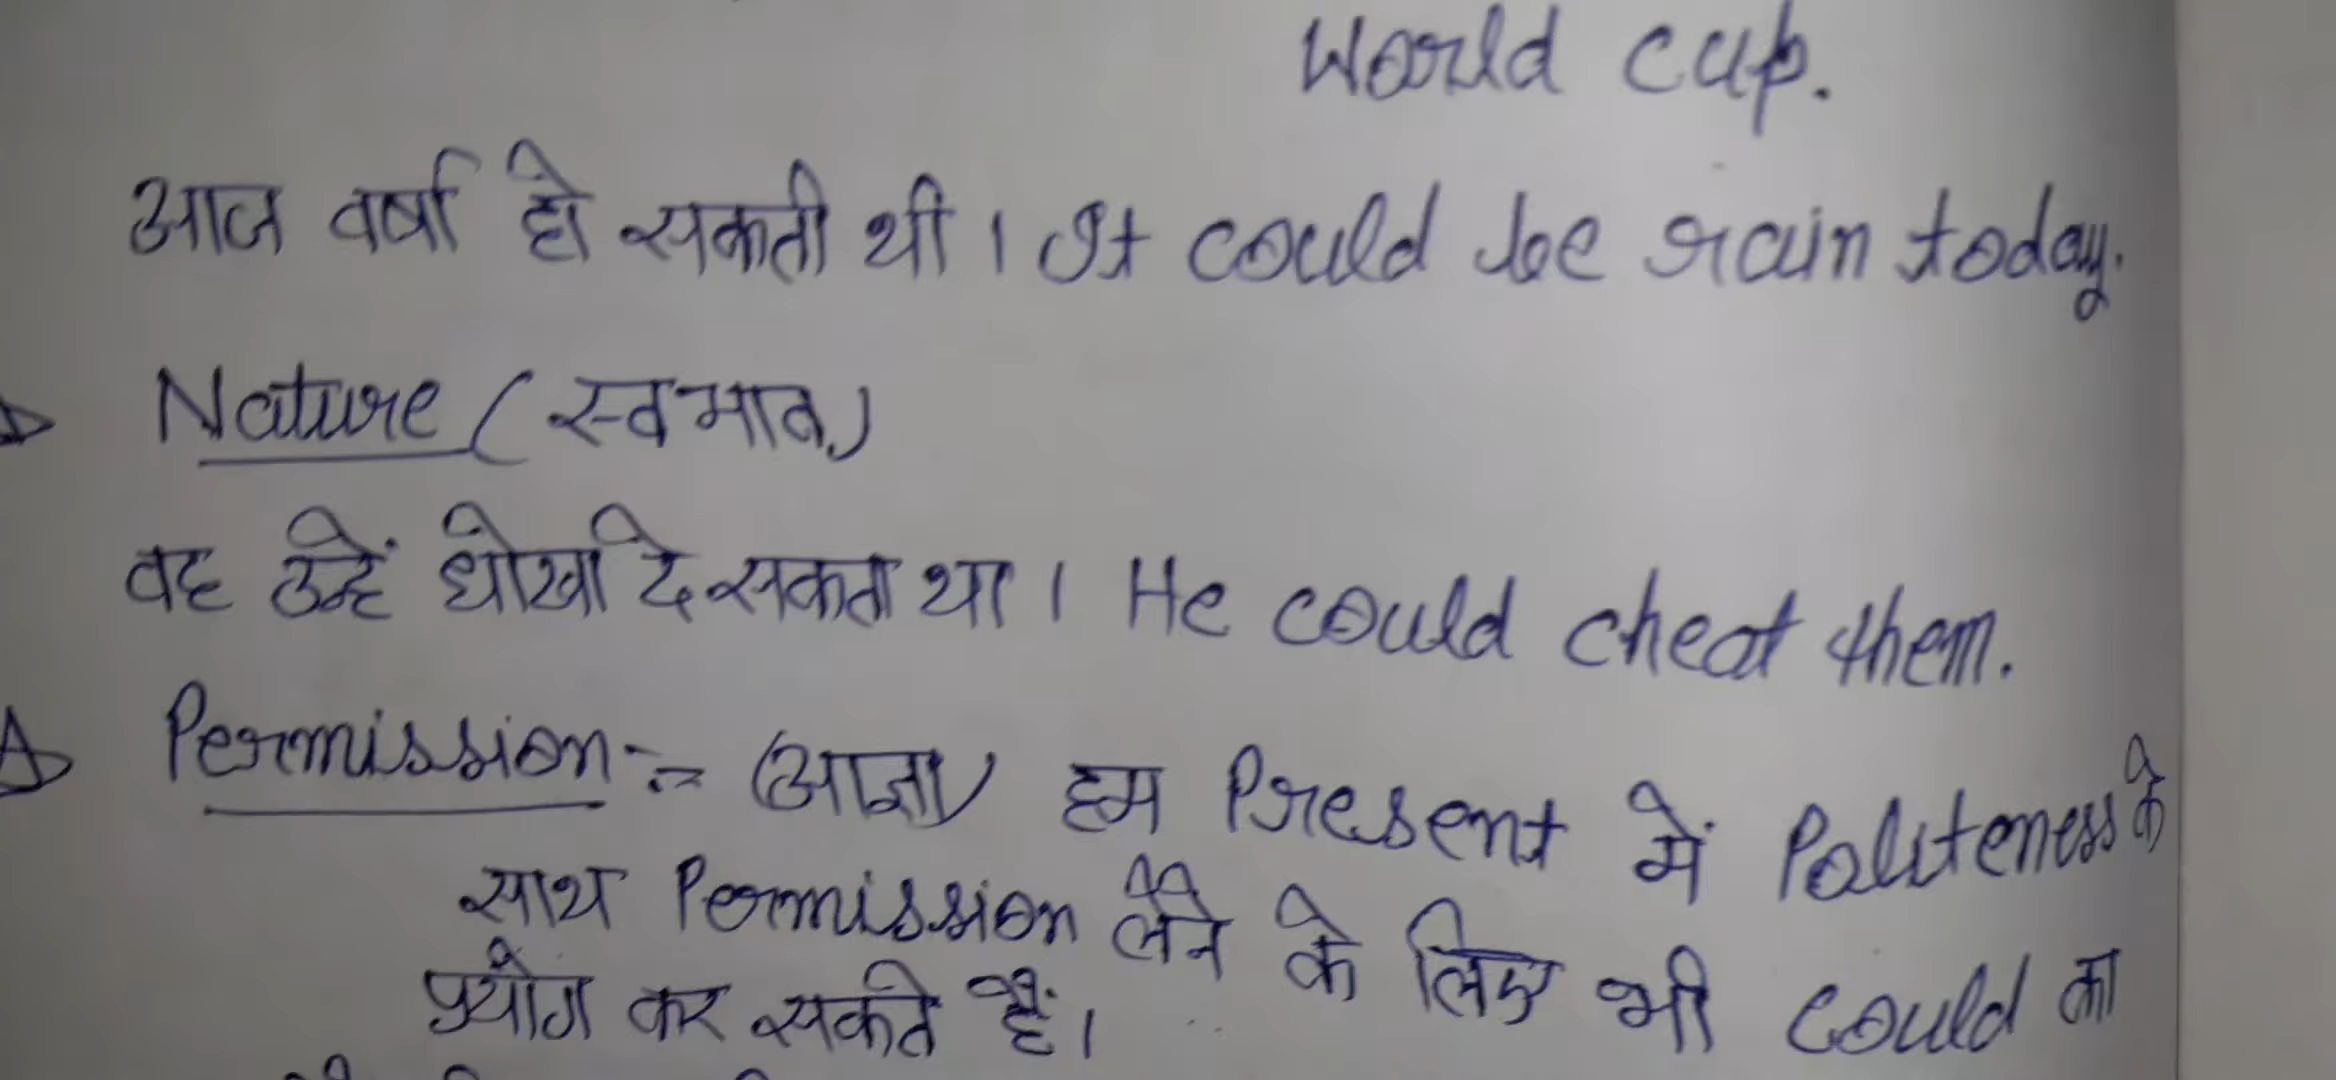 World cup.
आज वर्षा हो सकती थी। It could be rain today.
Nature (स्वभाव)
वह उन्हें धोखा दे सकता था। He could cheat them.
Permission :- (आज्ञा) हम Present में Politeness के
साथ Permission लेने के लिए भी could का
प्रयोग कर सकते हैं।